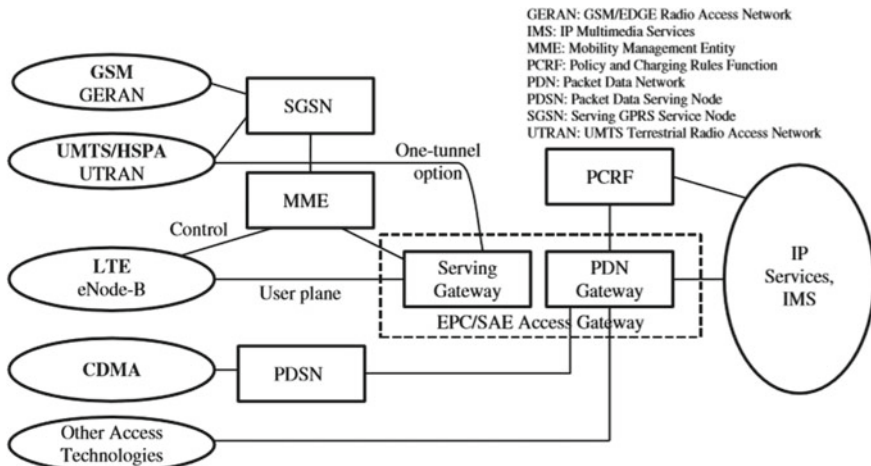 GERAN: GSM/EDGE Radio Access Network
IMS: IP Multimedia Services
MME: Mobility Management Entity
PCRF: Policy and Charging Rules Function
PDN: Packet Data Network
PDSN: Packet Data Serving Node
SGSN: Serving GPRS Service Node
UTRAN: UMTS Terrestrial Radio Access Network
GSM
GERAN
SGSN
UMTS/HSPA
UTRAN
One-tunnel
option
PCRF
MME
Control
LTE
eNode-B
User plane
Serving
Gateway
PDN
Gateway
EPC/SAE Access Gateway
IP
Services,
IMS
CDMA
PDSN
Other Access
Technologies